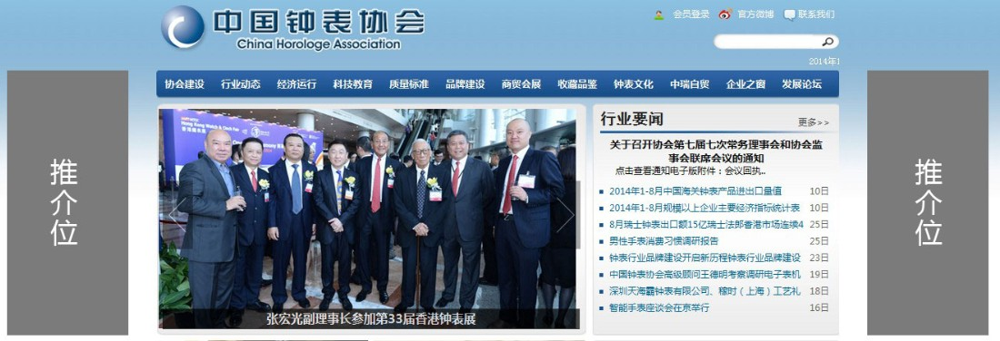 中国钟表协会
China Horologe Association
会员登录 官方微博 联系我们
2014年1
协会建设 行业动态 经济运行 科技教育 质量标准 品牌建设 商贸会展 收藏品鉴 钟表文化 中瑞自贸 企业之窗 发展论坛
推介位
Hong Kong Watch & Clock Fair
张宏光副理事长参加第33届香港钟表展
行业要闻 更多>>
关于召开协会第七届七次常务理事会和协会监
事会联席会议的通知
点击查看通知电子版附件：会议回执..
2014年1-8月中国海关钟表产品进出口量值 10日
2014年1-8月规模以上企业主要经济指标统计表 10日
8月瑞士钟表出口额15亿瑞士法郎香港市场连续4 25日
男性手表消费习惯调研报告 25日
钟表行业品牌建设开启新历程钟表行业品牌建设 23日
中国钟表协会高级顾问王德明考察调研电子表机 19日
深圳天海霸钟表有限公司、稼时（上海）工艺礼 18日
智能手表座谈会在京举行 16日
推介位